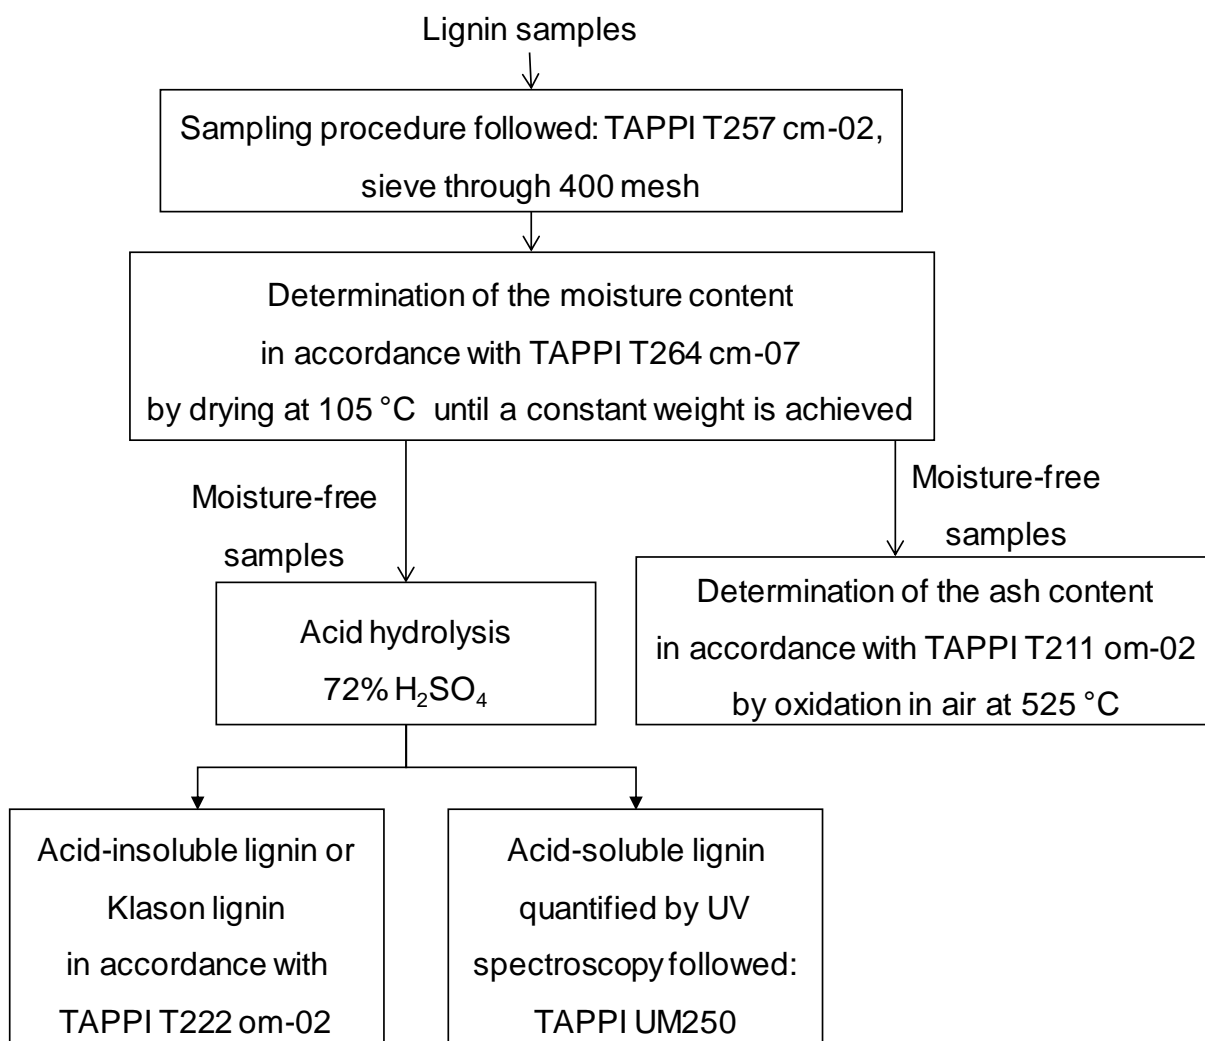 Lignin samples
Sampling procedure followed: TAPPI T257 cm-02,
sieve through 400 mesh
Determination of the moisture content
in accordance with TAPPI T264 cm-07
by drying at 105 °C until a constant weight is achieved
Moisture-free
samples
Moisture-free
samples
Acid hydrolysis
72% H₂SO₄
Determination of the ash content
in accordance with TAPPI T211 om-02
by oxidation in air at 525 °C
Acid-insoluble lignin or
Klason lignin
in accordance with
TAPPI T222 om-02
Acid-soluble lignin
quantified by UV
spectroscopy followed:
TAPPI UM250